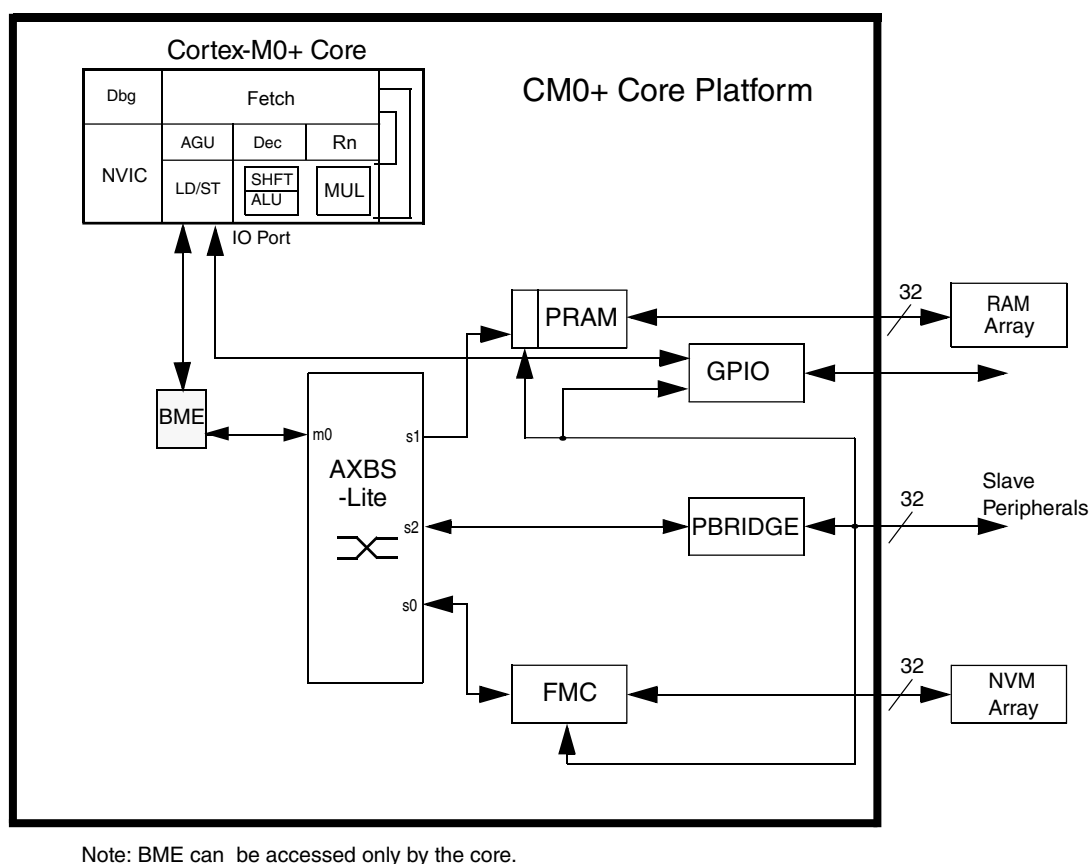 Cortex-M0+ Core
CM0+ Core Platform
Dbg
Fetch
AGU
Dec
Rn
NVIC
LD/ST
SHFT
ALU
MUL
IO Port
PRAM
32
RAM
Array
GPIO
BME
m0
s1
AXBS
-Lite
s2
PBRIDGE
32
Slave
Peripherals
s0
FMC
32
NVM
Array
Note: BME can  be accessed only by the core.